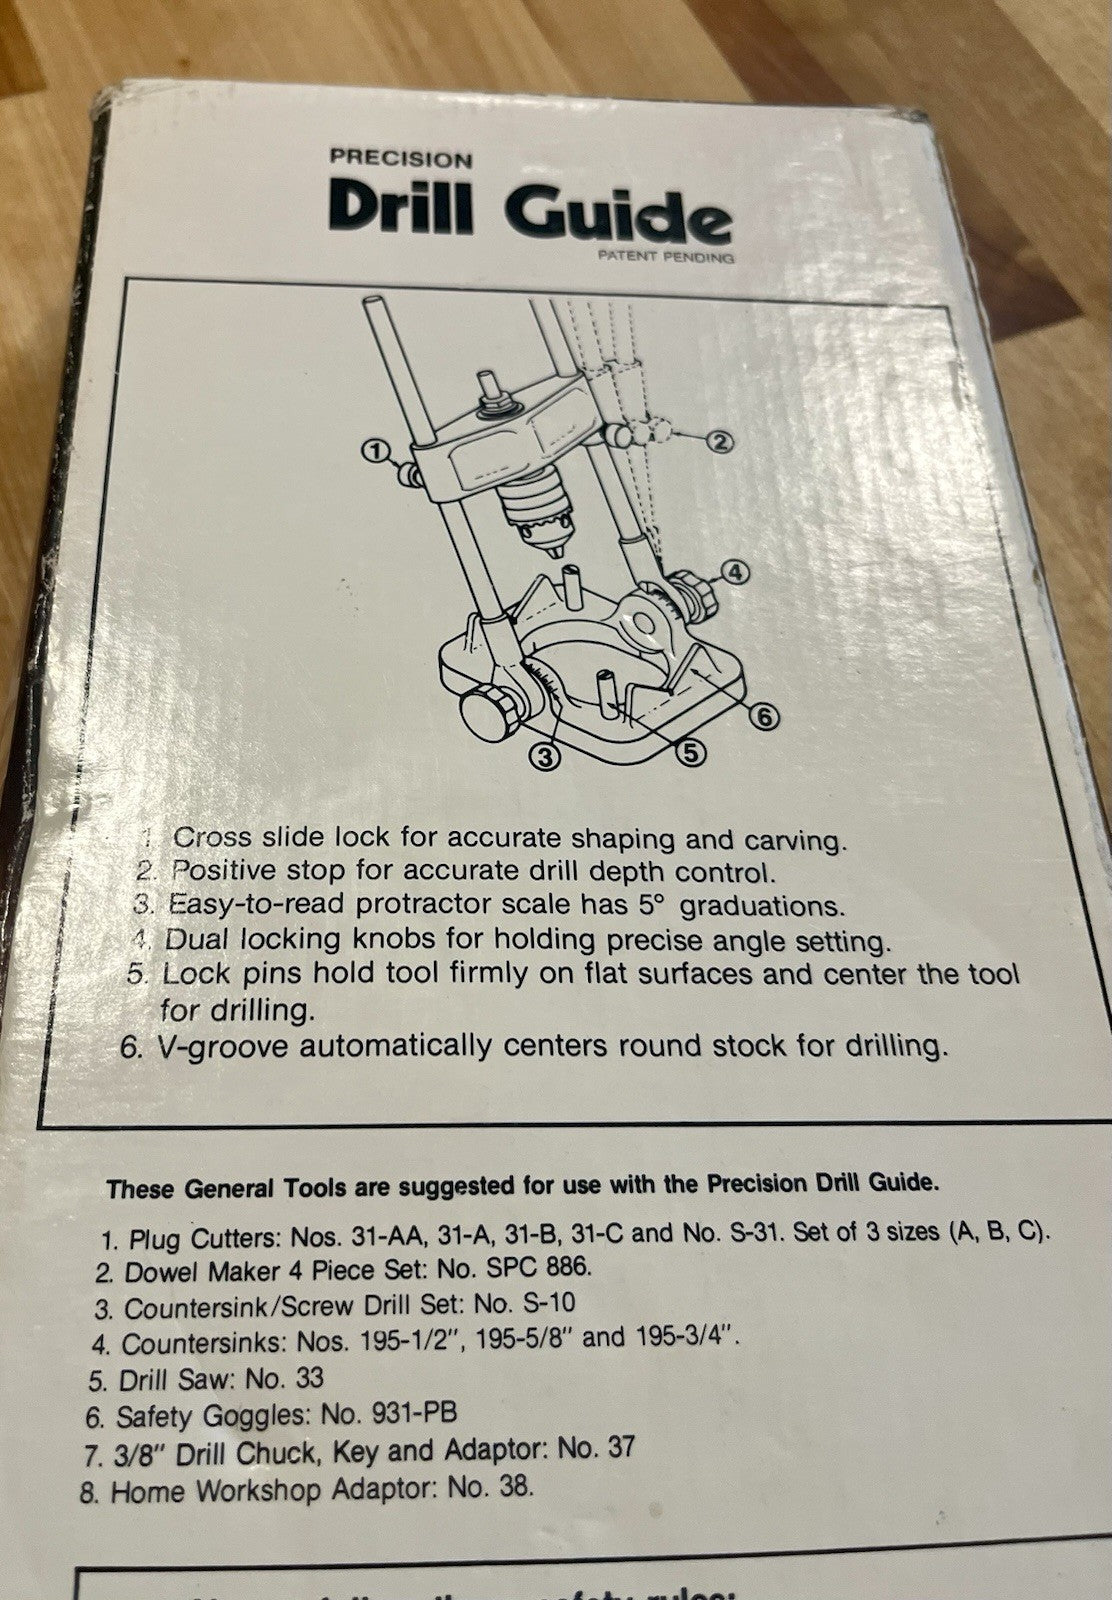 PRECISION
Drill Guide
PATENT PENDING
1
2
4
6
5
3
1. Cross slide lock for accurate shaping and carving.
2. Positive stop for accurate drill depth control.
3. Easy-to-read protractor scale has 5° graduations.
4. Dual locking knobs for holding precise angle setting.
5. Lock pins hold tool firmly on flat surfaces and center the tool
for drilling.
6. V-groove automatically centers round stock for drilling.
These General Tools are suggested for use with the Precision Drill Guide.
1. Plug Cutters: Nos. 31-AA, 31-A, 31-B, 31-C and No. S-31. Set of 3 sizes (A, B, C).
2. Dowel Maker 4 Piece Set: No. SPC 886.
3. Countersink/Screw Drill Set: No. S-10
4. Countersinks: Nos. 195-1/2", 195-5/8" and 195-3/4".
5. Drill Saw: No. 33
6. Safety Goggles: No. 931-PB
7. 3/8" Drill Chuck, Key and Adaptor: No. 37
8. Home Workshop Adaptor: No. 38.
safety rules: